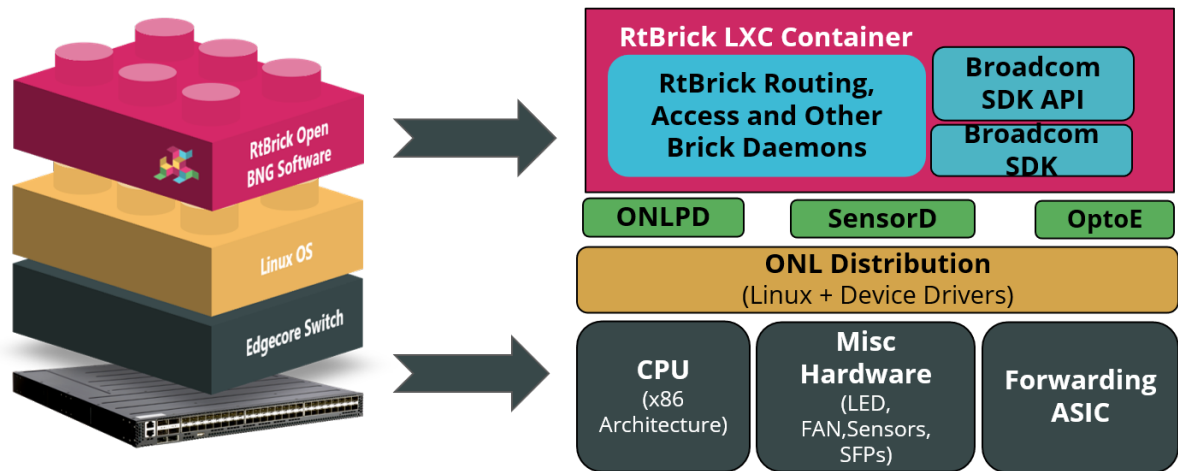 RtBrick Open
BNG Software
Linux OS
Edgecore Switch
RtBrick LXC Container
RtBrick Routing,
Access and Other
Brick Daemons
Broadcom
SDK API
Broadcom
SDK
ONLPD
SensorD
OptoE
ONL Distribution
(Linux + Device Drivers)
CPU
(x86
Architecture)
Misc
Hardware
(LED,
FAN,Sensors,
SFPs)
Forwarding
ASIC